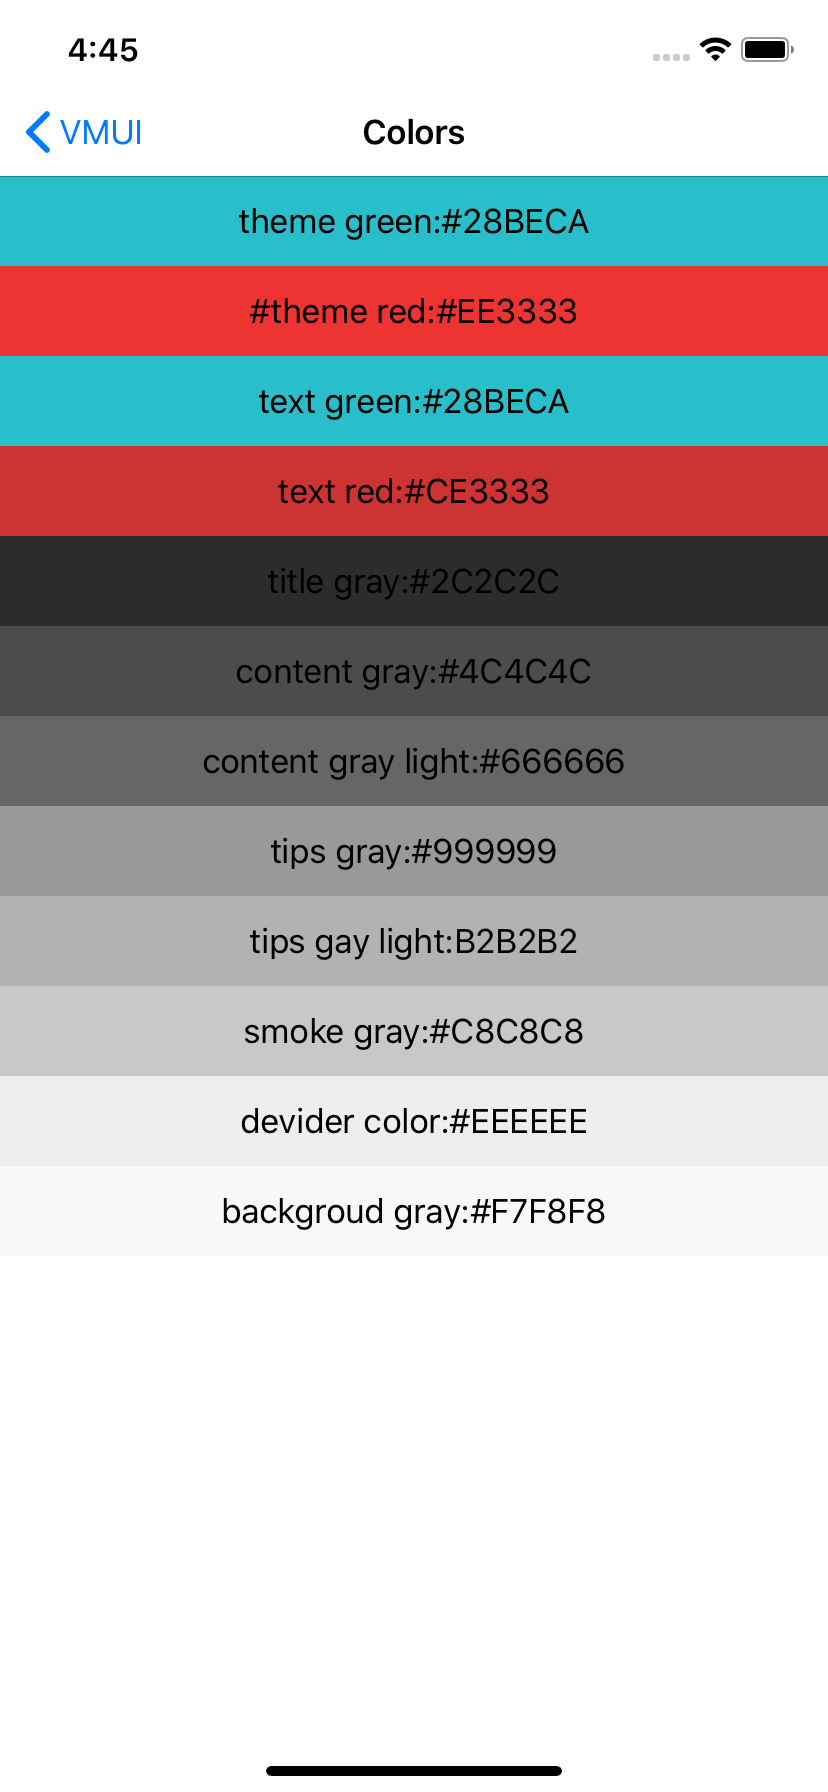 4:45
VMUI
Colors
theme green:#28BECA
#theme red:#EE3333
text green:#28BECA
text red:#CE3333
title gray:#2C2C2C
content gray:#4C4C4C
content gray light:#666666
tips gray:#999999
tips gay light:B2B2B2
smoke gray:#C8C8C8
devider color:#EEEEEE
backgroud gray:#F7F8F8